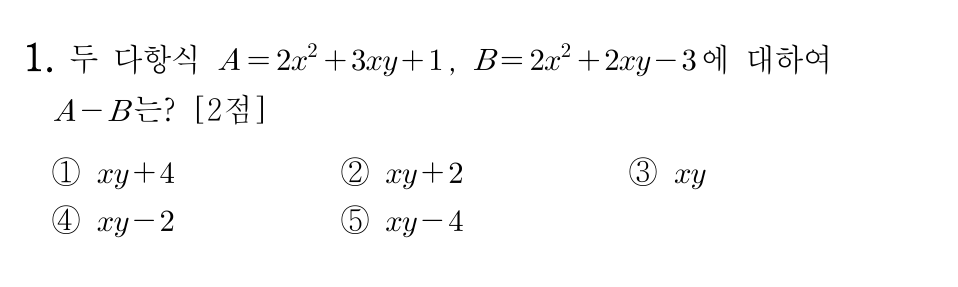 1. 두 다항식 A=2x²+3xy+1, B=2x²+2xy-3에 대하여
A-B는? [2점]
① xy+4 ② xy+2 ③ xy
④ xy-2 ⑤ xy-4